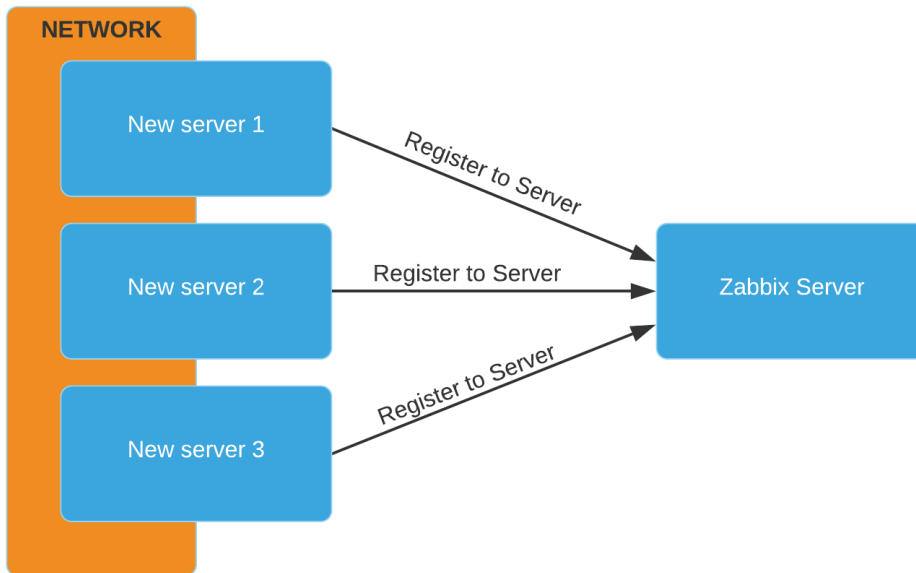 NETWORK
New server 1
Register to Server
New server 2
Register to Server
Zabbix Server
New server 3
Register to Server